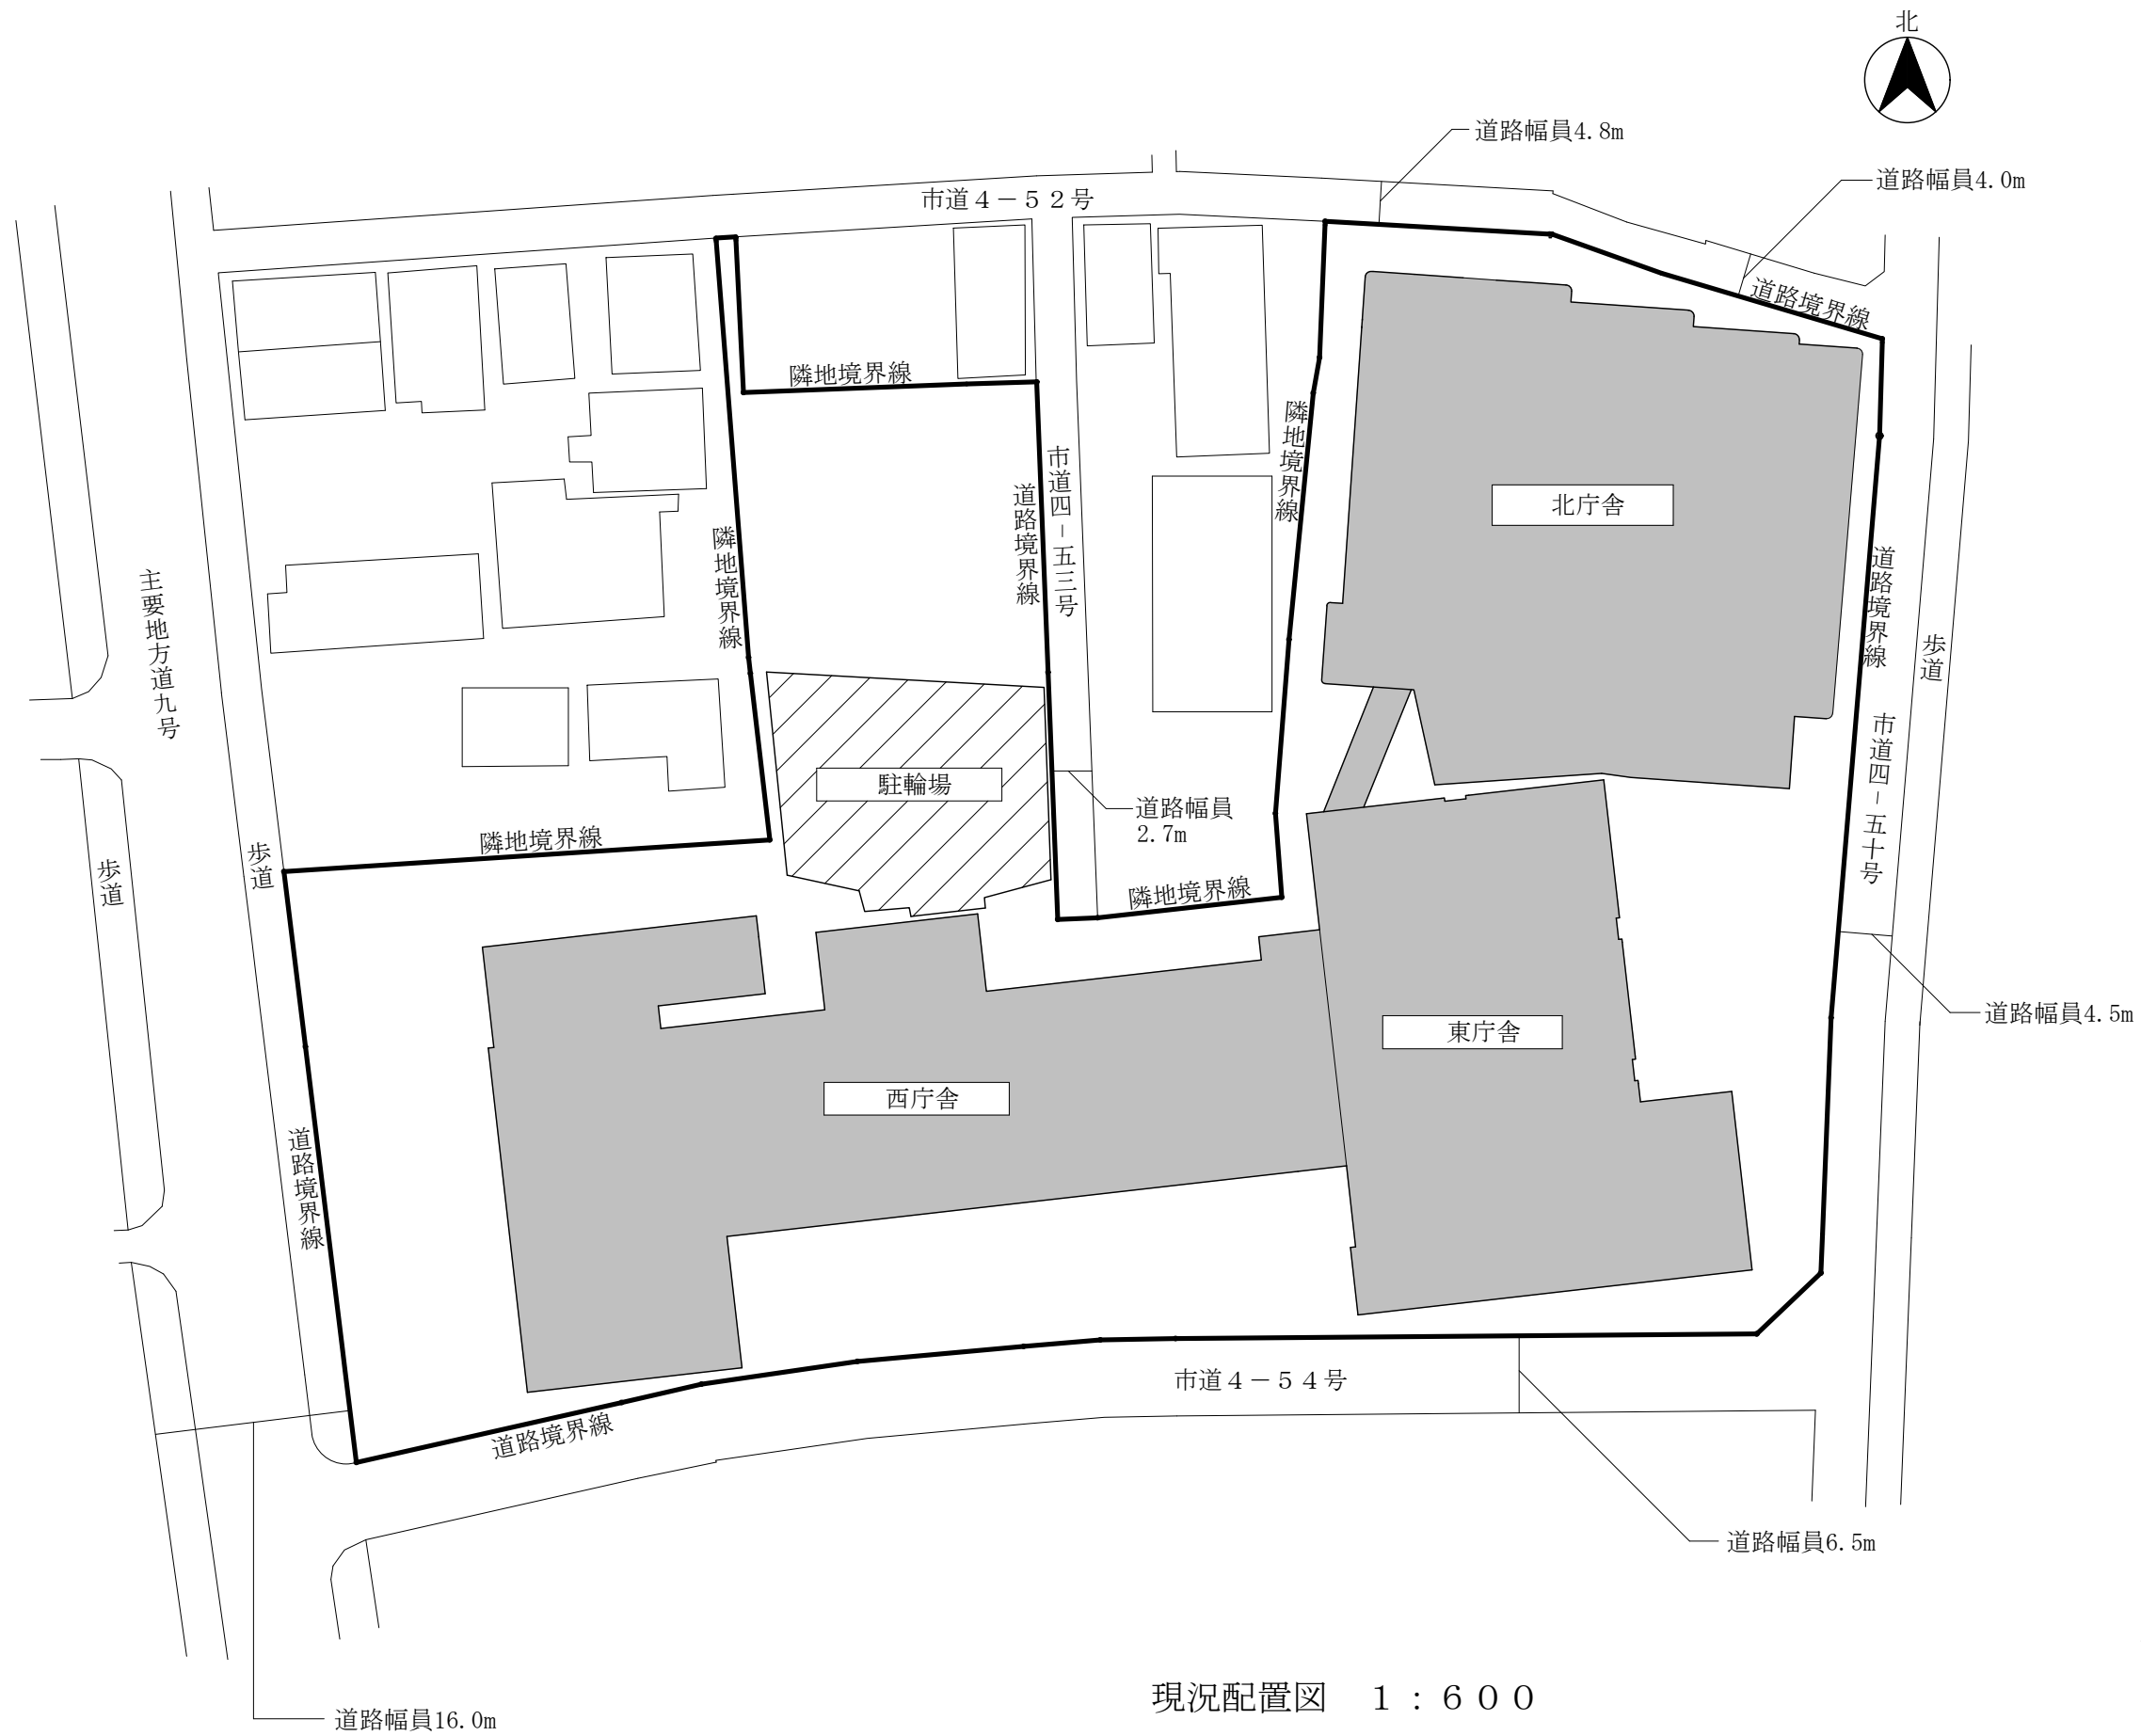 北
道路幅員4.8m
道路幅員4.0m
市道４－５２号
道路境界線
隣地境界線
隣地境界線
市道四－五三号
道路境界線
北庁舎
隣地境界線
道路境界線
主要地方道九号
歩道
市道四－五十号
駐輪場
道路幅員
2.7m
隣地境界線
歩道
歩道
隣地境界線
道路幅員4.5m
東庁舎
西庁舎
道路境界線
市道４－５４号
道路境界線
道路幅員6.5m
現況配置図　１：６００
道路幅員16.0m